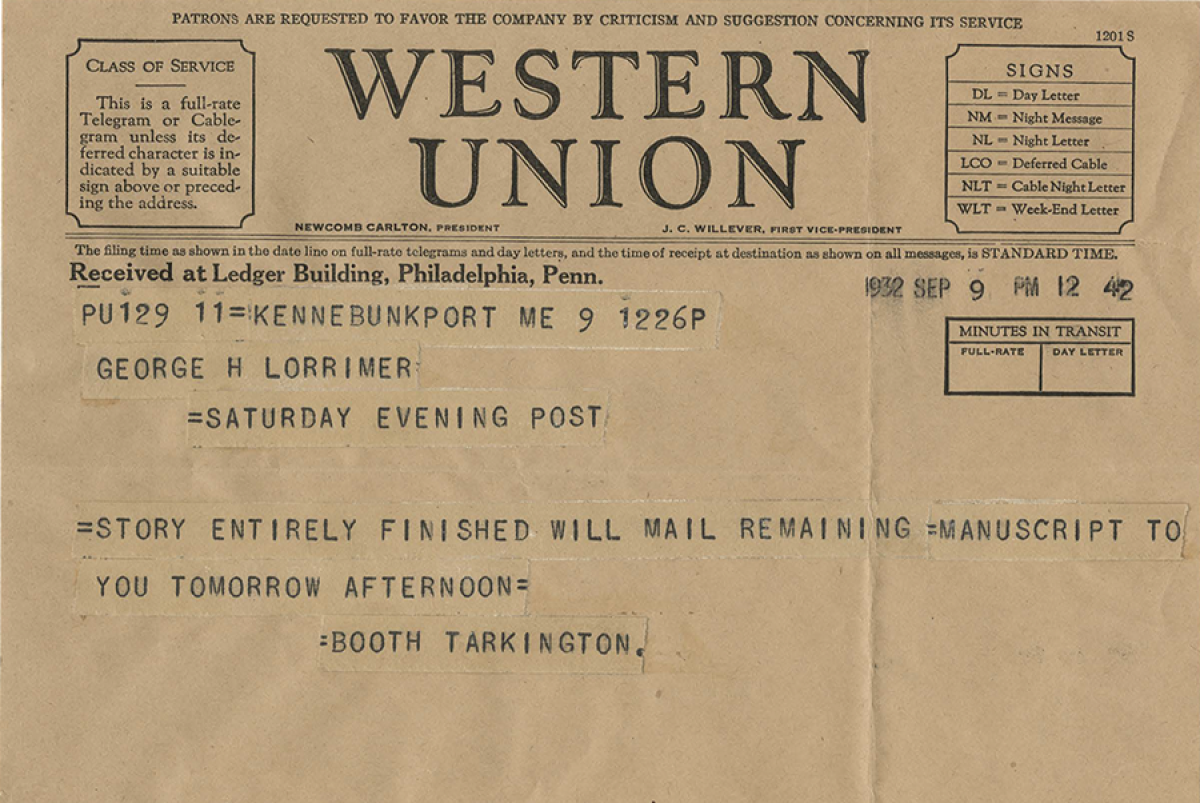 PATRONS ARE REQUESTED TO FAVOR THE COMPANY BY CRITICISM AND SUGGESTION CONCERNING ITS SERVICE
1201 S
CLASS OF SERVICE
This is a full-rate
Telegram or Cable-
gram unless its de-
ferred character is in-
dicated by a suitable
sign above or preced-
ing the address.
WESTERN
UNION
NEWCOMB CARLTON, PRESIDENT
J. C. WILLEVER, FIRST VICE-PRESIDENT
SIGNS
DL = Day Letter
NM = Night Message
NL = Night Letter
LCO = Deferred Cable
NLT = Cable Night Letter
WLT = Week-End Letter
The filing time as shown in the date line on full-rate telegrams and day letters, and the time of receipt at destination as shown on all messages, is STANDARD TIME.
Received at Ledger Building, Philadelphia, Penn.
1932 SEP 9 PM 12 42
PU129 11=KENNEBUNKPORT ME 9 1226P
MINUTES IN TRANSIT
FULL-RATE
DAY LETTER
GEORGE H LORRIMER
=SATURDAY EVENING POST
=STORY ENTIRELY FINISHED WILL MAIL REMAINING =MANUSCRIPT TO
YOU TOMORROW AFTERNOON=
=BOOTH TARKINGTON.